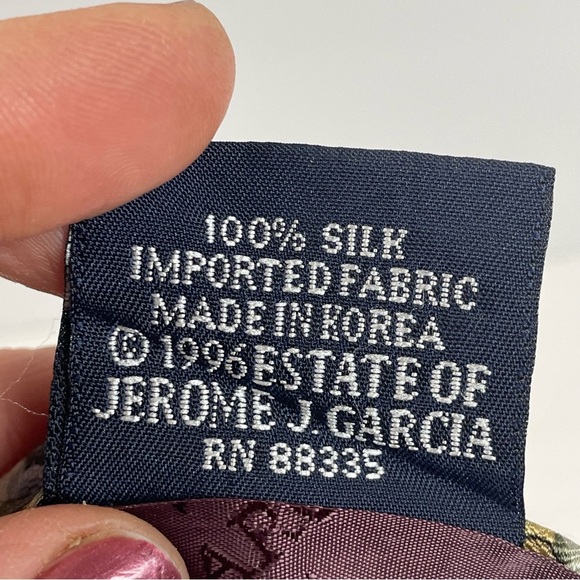 100% SILK
IMPORTED FABRIC
MADE IN KOREA
© 1996 ESTATE OF
JEROME J. GARCIA
RN 88335